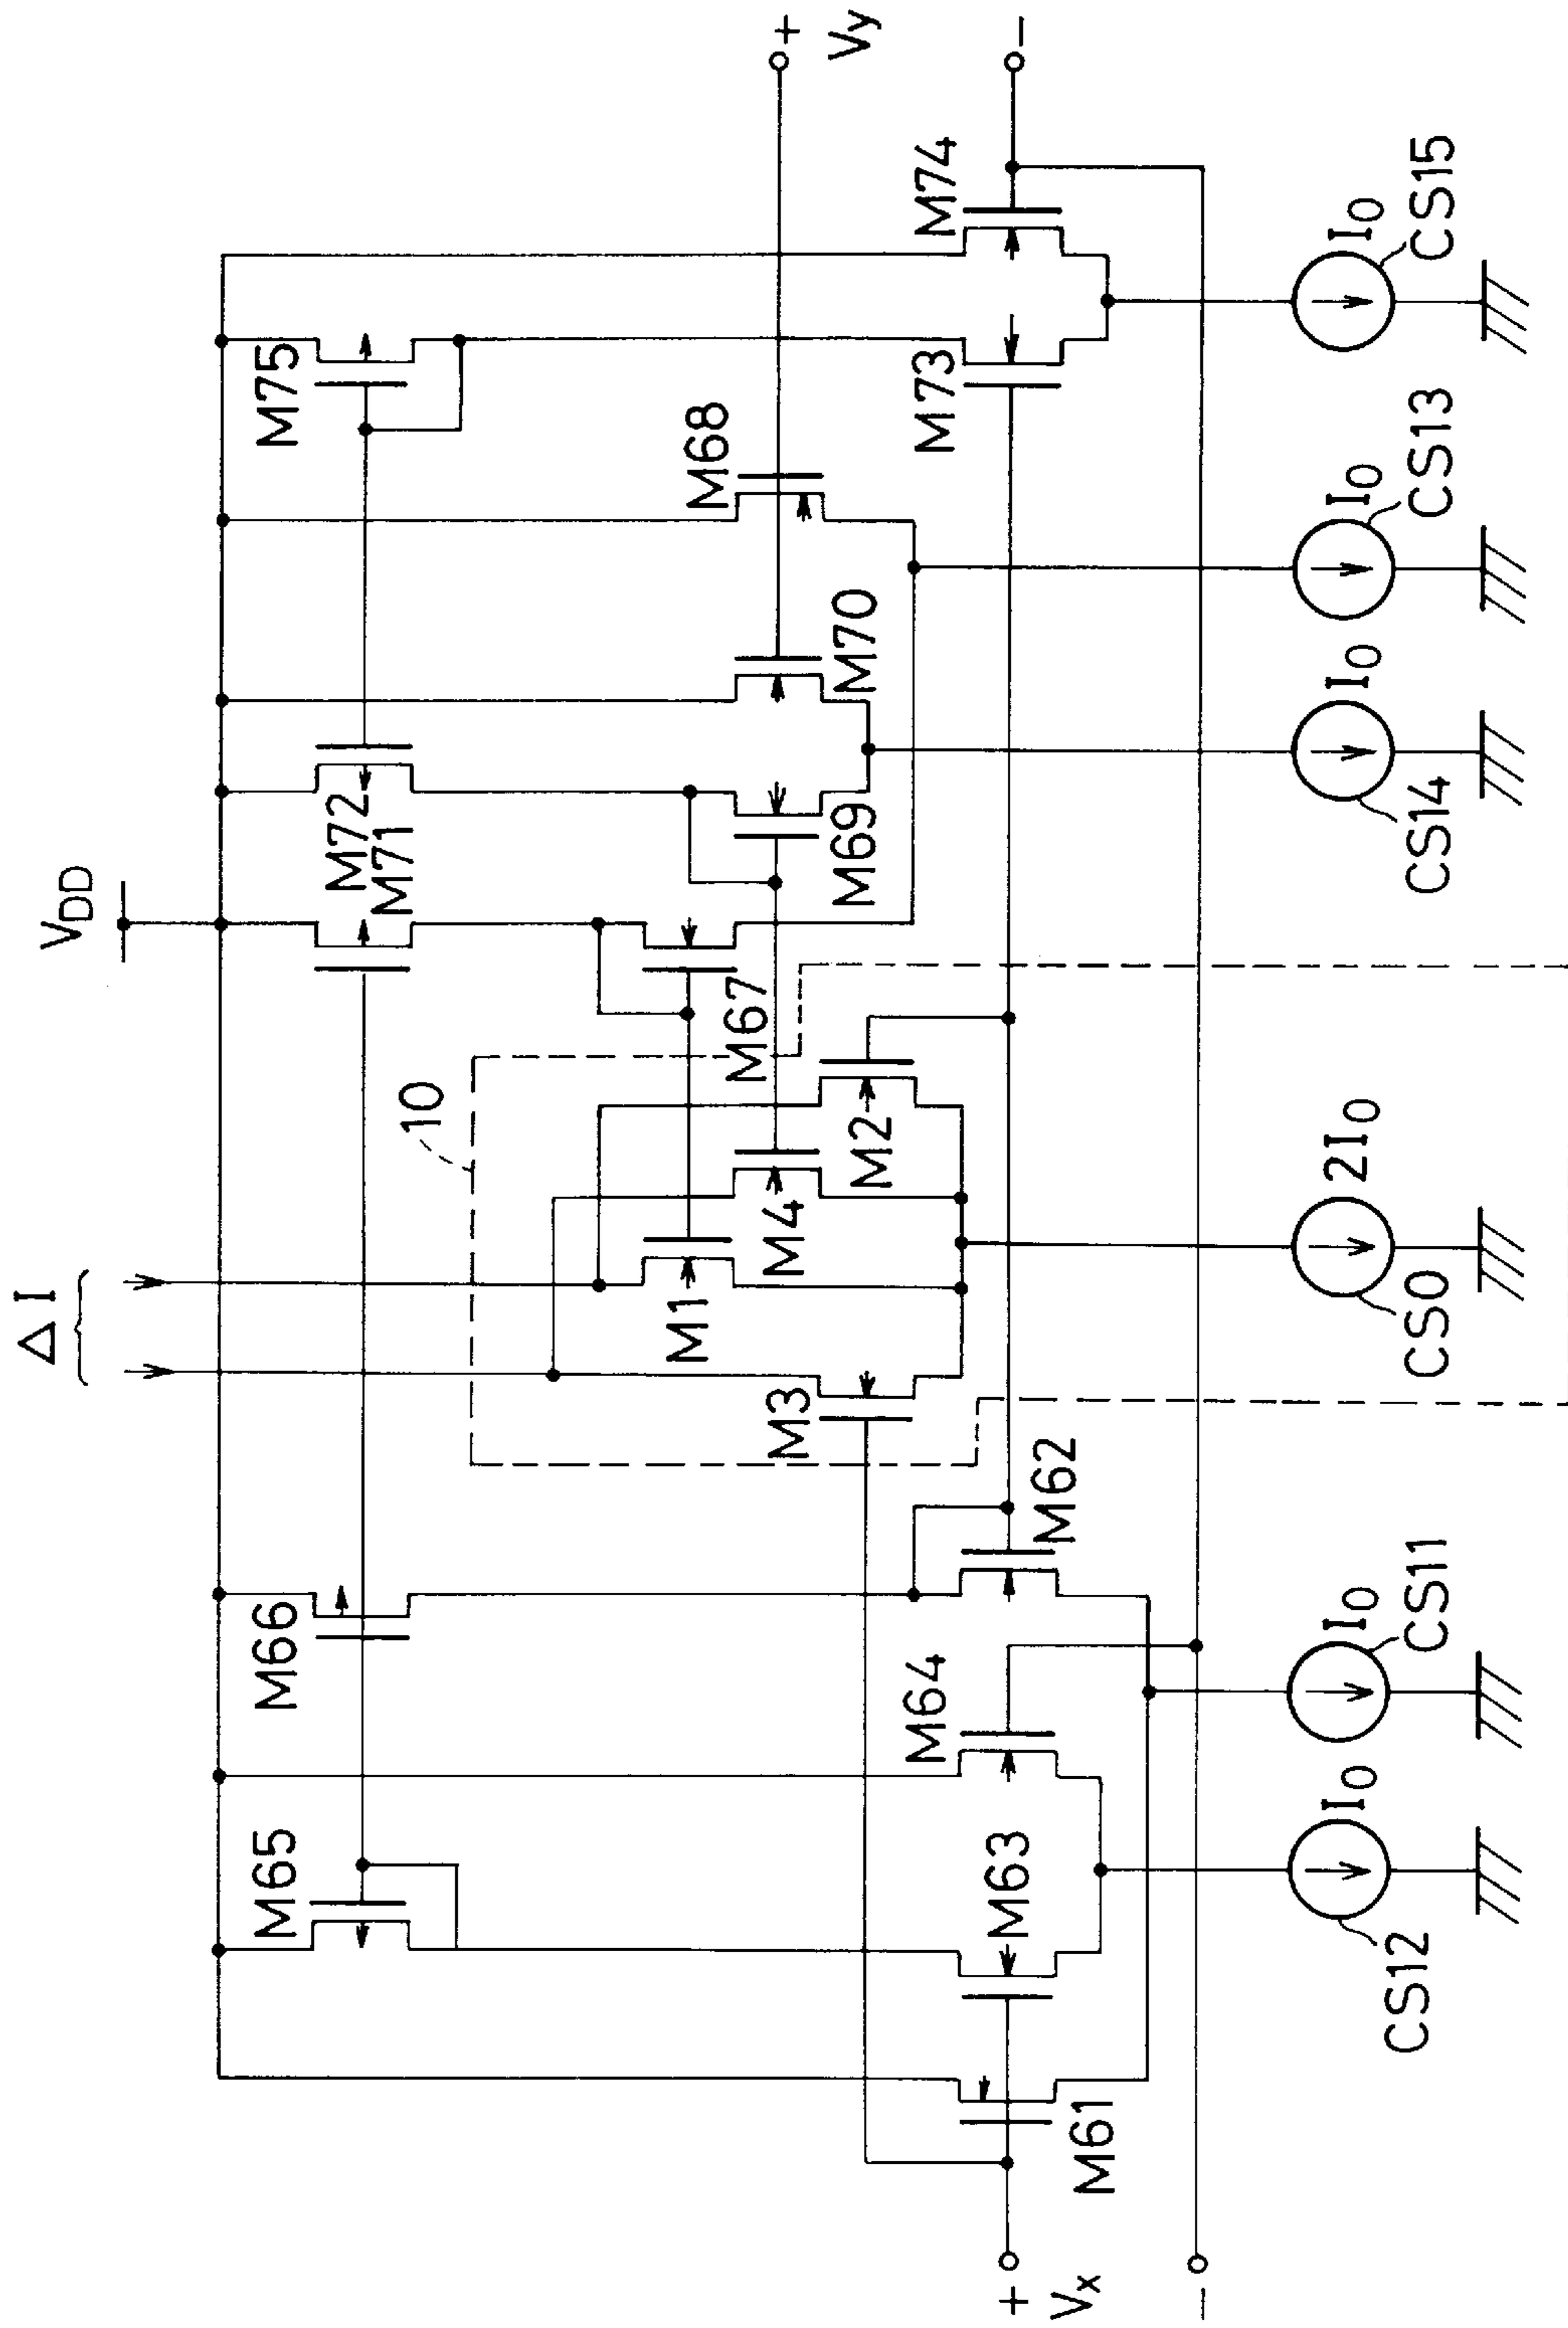 ΔI
V_DD
+
Vy
−
M75
M74
M73
M68
M70
M72
M71
M69
M67
10
M2
M4
M1
M3
M62
M66
M64
M65
M63
M61
+
Vx
−
I₀
CS15
I₀
CS13
I₀
CS14
2I₀
CS0
I₀
CS11
I₀
CS12